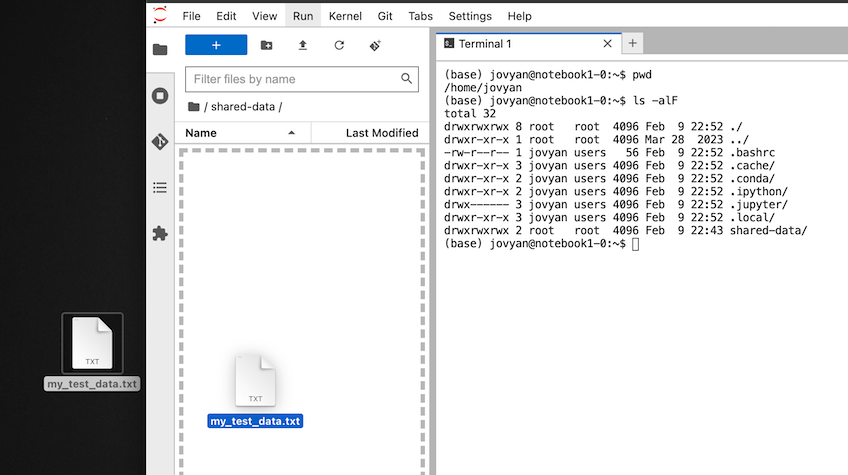 File Edit View Run Kernel Git Tabs Settings Help
+
Filter files by name
/ shared-data /
Name Last Modified
TXT
my_test_data.txt
TXT
my_test_data.txt
Terminal 1
(base) jovyan@notebook1-0:~$ pwd
/home/jovyan
(base) jovyan@notebook1-0:~$ ls -alF
total 32
drwxrwxrwx 8 root   root  4096 Feb  9 22:52 ./
drwxr-xr-x 1 root   root  4096 Mar 28  2023 ../
-rw-r--r-- 1 jovyan users   56 Feb  9 22:52 .bashrc
drwxr-xr-x 3 jovyan users 4096 Feb  9 22:52 .cache/
drwxr-xr-x 2 jovyan users 4096 Feb  9 22:52 .conda/
drwxr-xr-x 2 jovyan users 4096 Feb  9 22:52 .ipython/
drwx------ 3 jovyan users 4096 Feb  9 22:52 .jupyter/
drwxr-xr-x 3 jovyan users 4096 Feb  9 22:52 .local/
drwxrwxrwx 2 root   root  4096 Feb  9 22:43 shared-data/
(base) jovyan@notebook1-0:~$